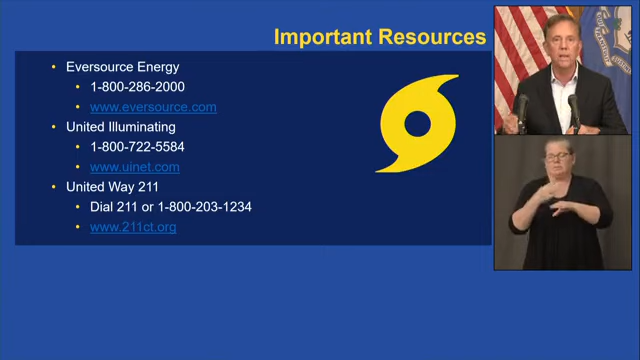 Important Resources
• Eversource Energy
• 1-800-286-2000
• www.eversource.com
• United Illuminating
• 1-800-722-5584
• www.uinet.com
• United Way 211
• Dial 211 or 1-800-203-1234
• www.211ct.org